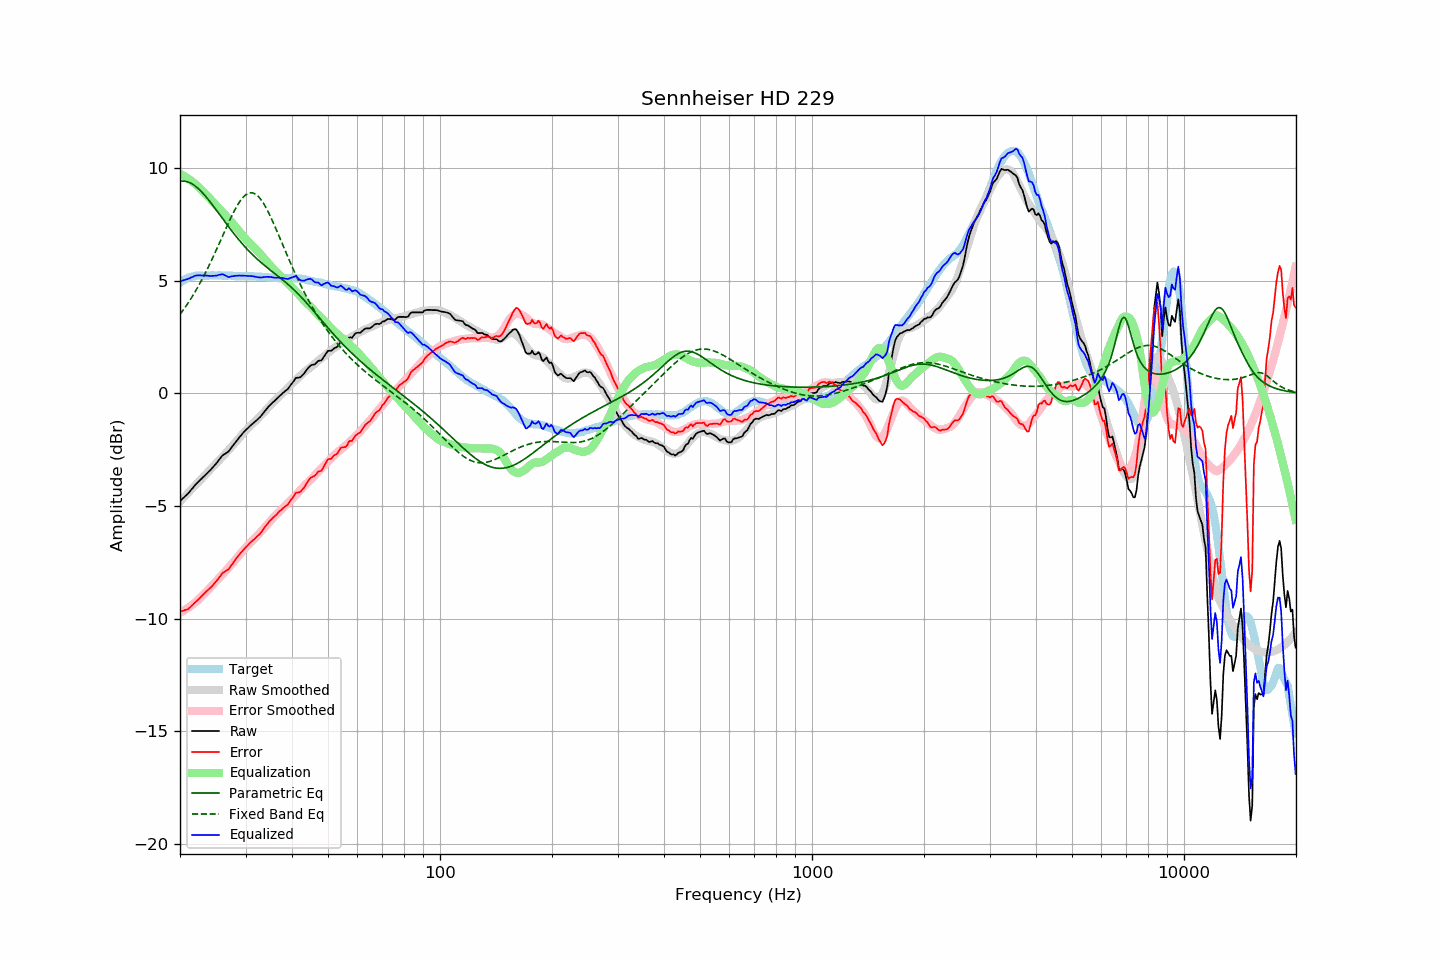 Sennheiser HD 229
Amplitude (dBr)
10
5
0
−5
−10
−15
−20
Target
Raw Smoothed
Error Smoothed
Raw
Error
Equalization
Parametric Eq
Fixed Band Eq
Equalized
100
1000
10000
Frequency (Hz)